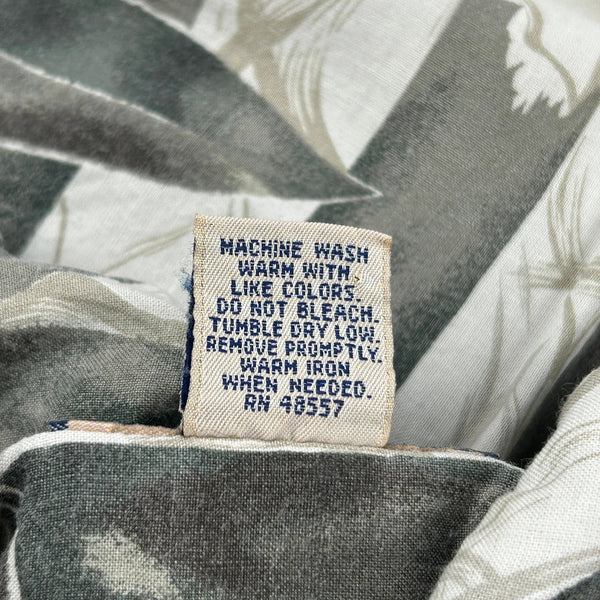 MACHINE WASH
WARM WITH
LIKE COLORS.
DO NOT BLEACH.
TUMBLE DRY LOW.
REMOVE PROMPTLY.
WARM IRON
WHEN NEEDED.
RN 48557